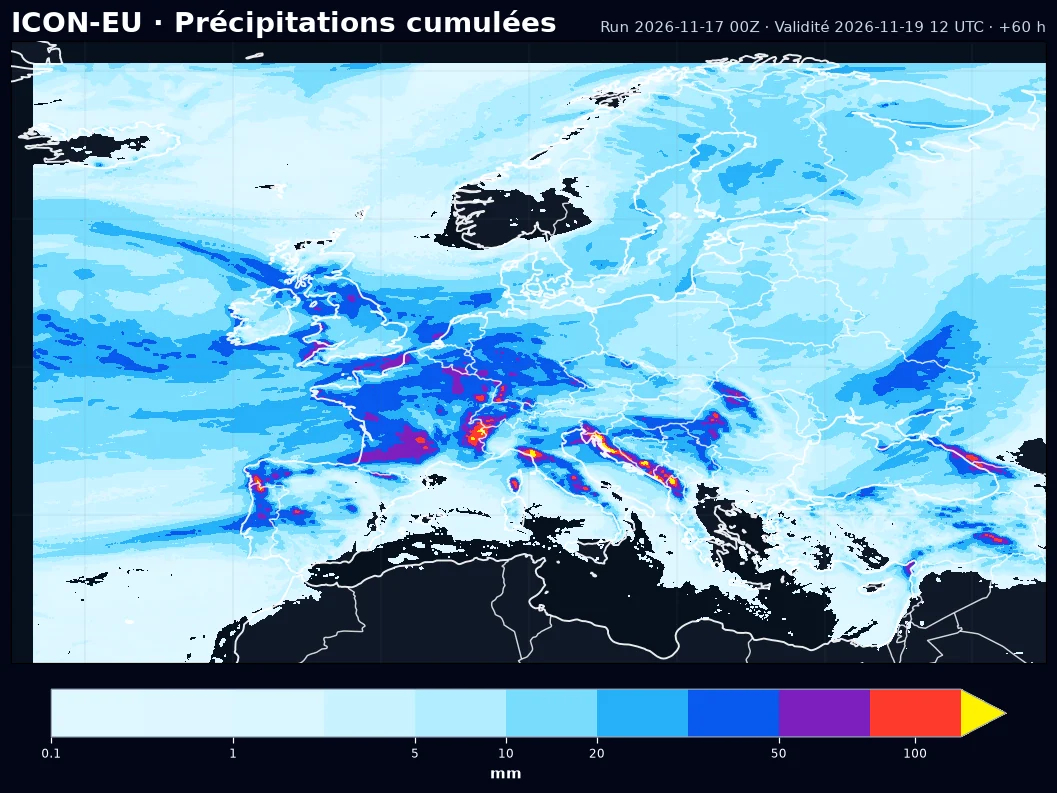 ICON-EU · Précipitations cumulées
Run 2026-11-17 00Z · Validité 2026-11-19 12 UTC · +60 h
0.1 1 5 10 20 50 100
mm